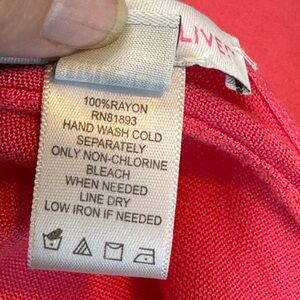 LIVER
100%RAYON
RN81893
HAND WASH COLD
SEPARATELY
ONLY NON-CHLORINE
BLEACH
WHEN NEEDED
LINE DRY
LOW IRON IF NEEDED